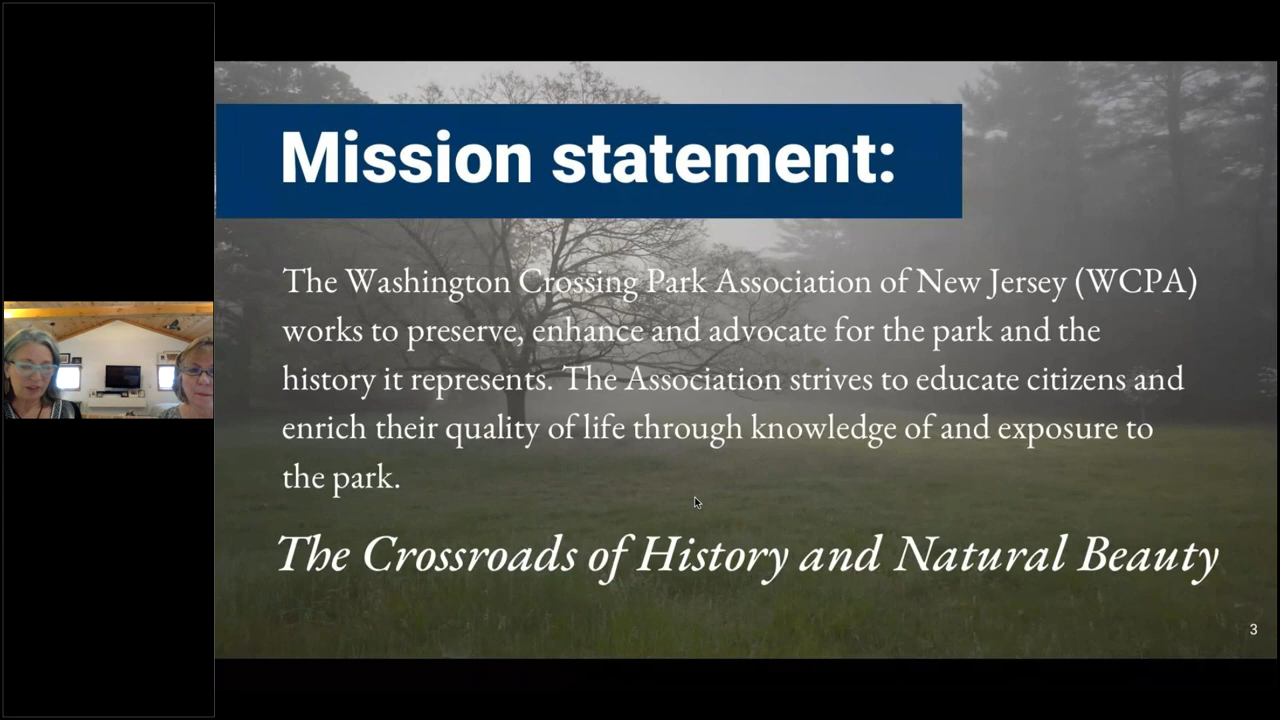 Mission statement:
The Washington Crossing Park Association of New Jersey (WCPA)
works to preserve, enhance and advocate for the park and the
history it represents. The Association strives to educate citizens and
enrich their quality of life through knowledge of and exposure to
the park.
The Crossroads of History and Natural Beauty
3